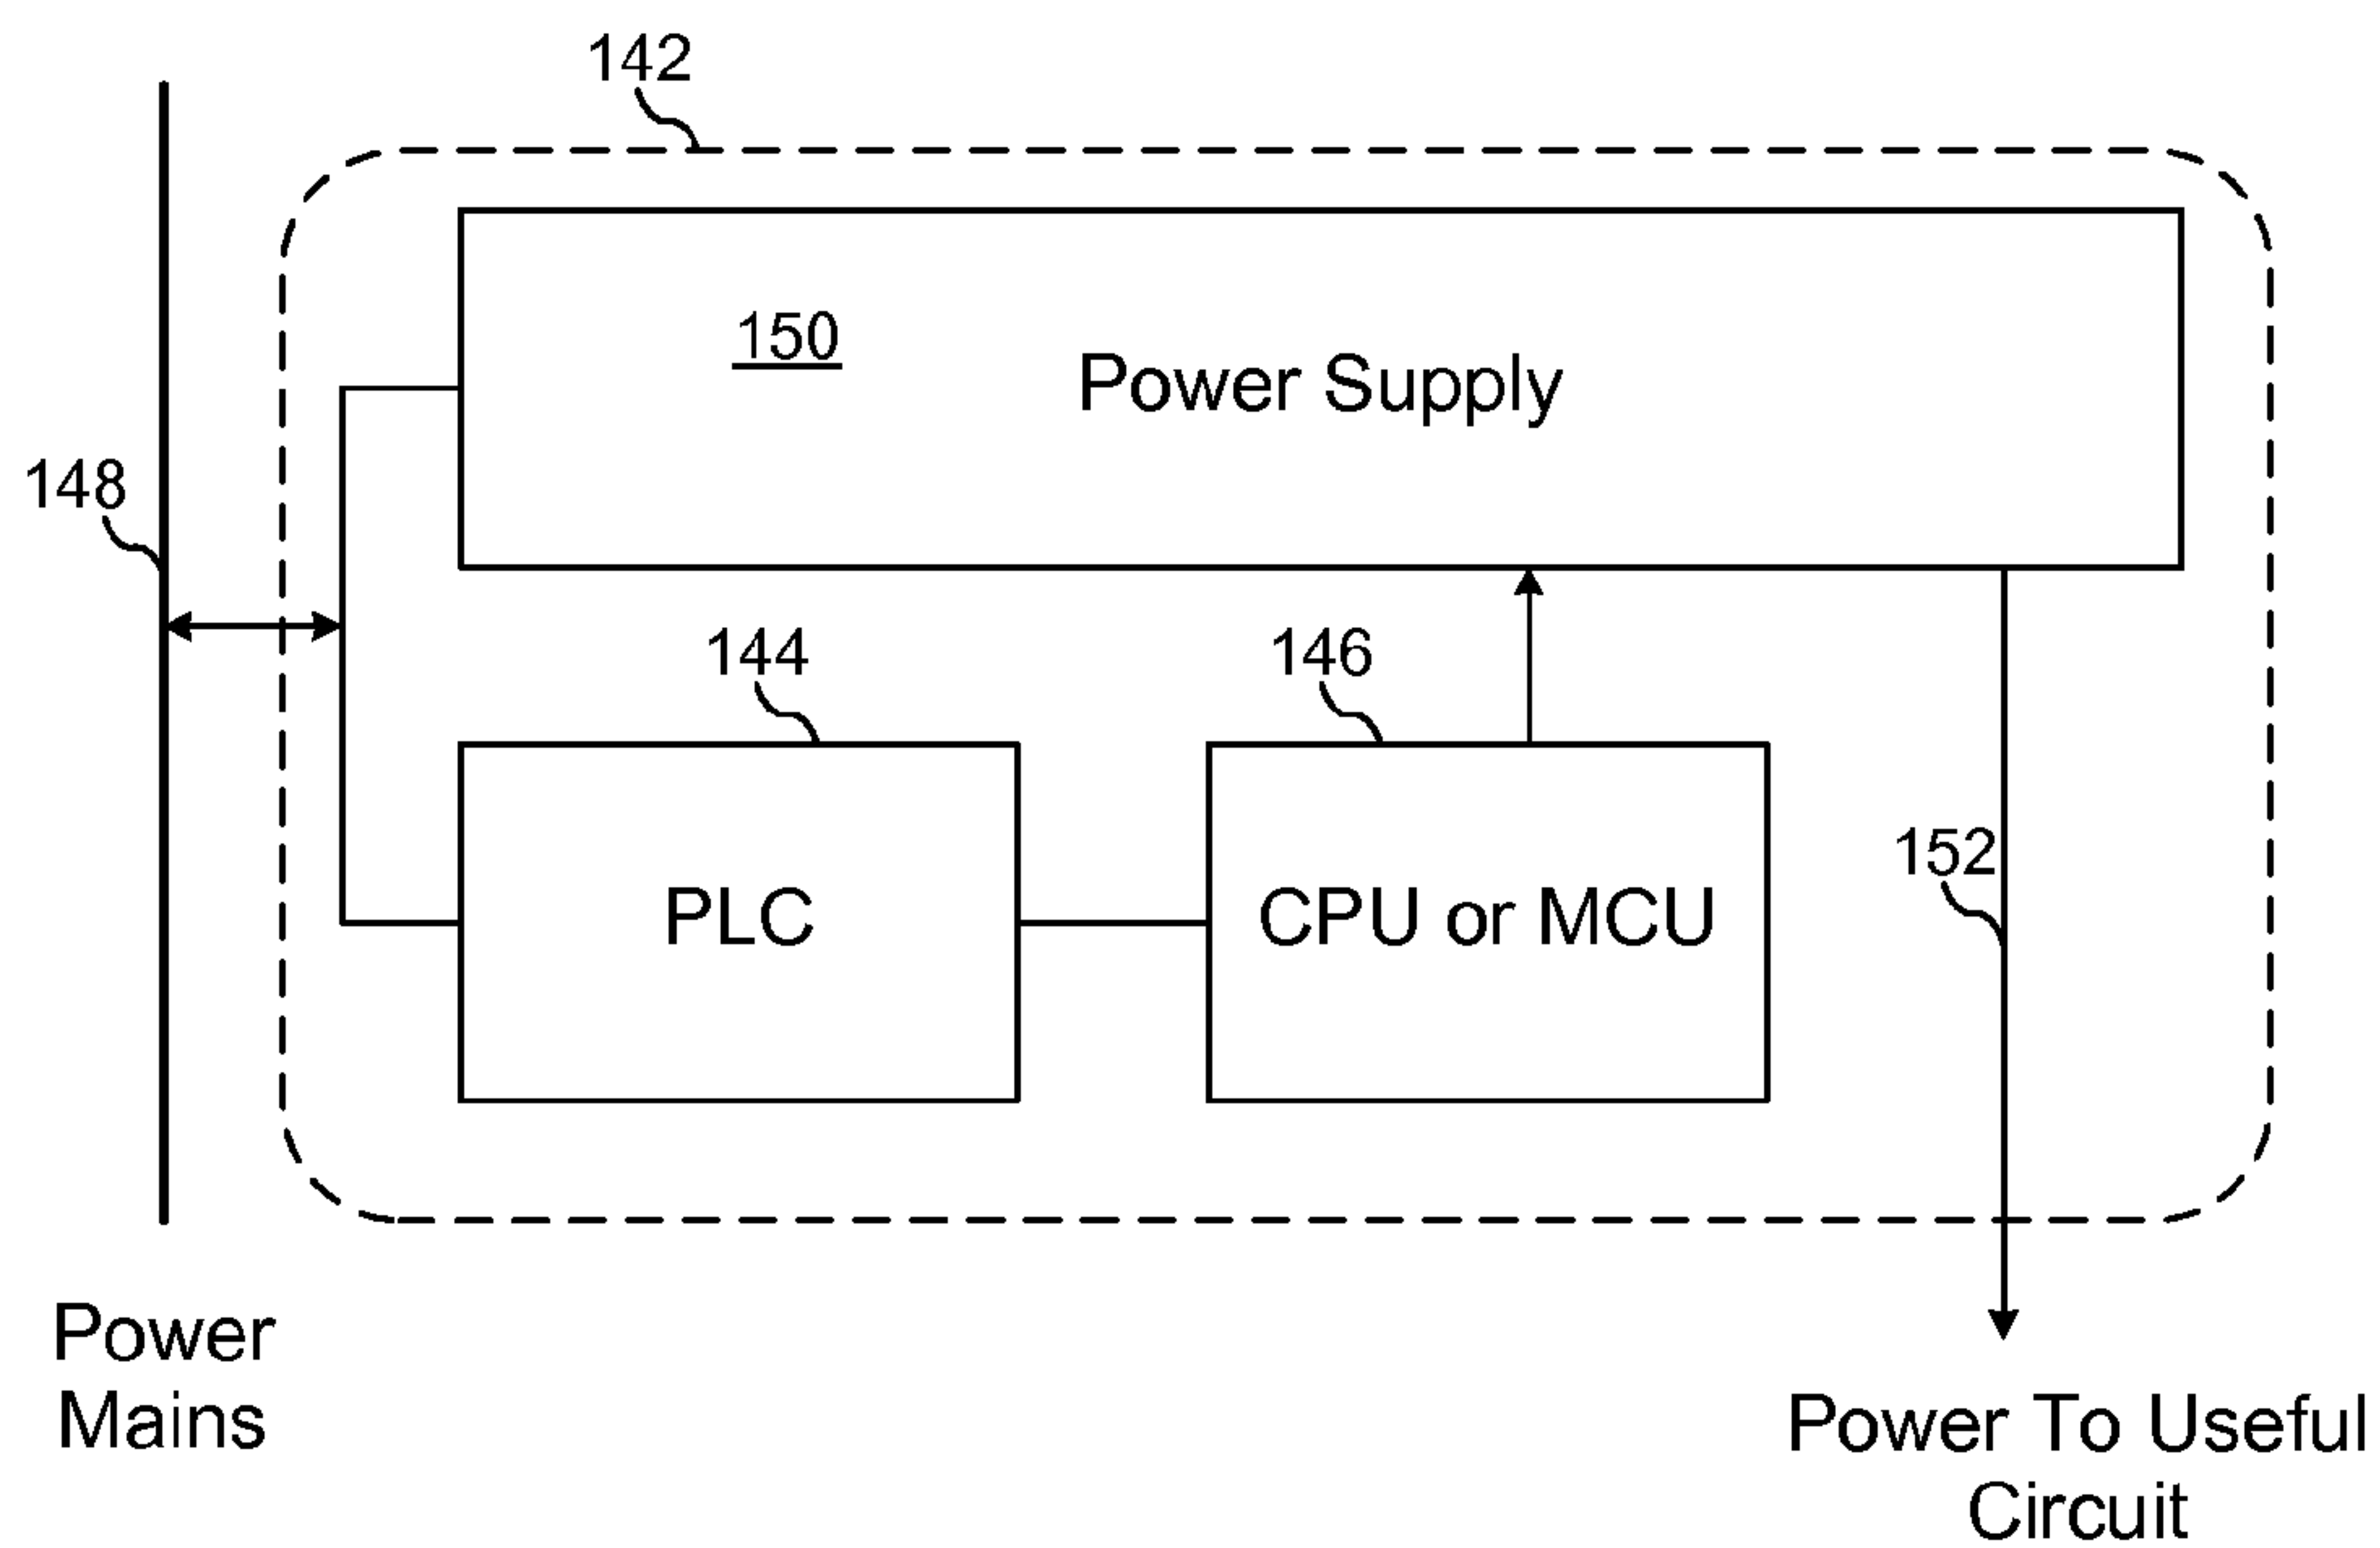 142
150
Power Supply
148
144
146
152
PLC
CPU or MCU
Power
Mains
Power To Useful
Circuit